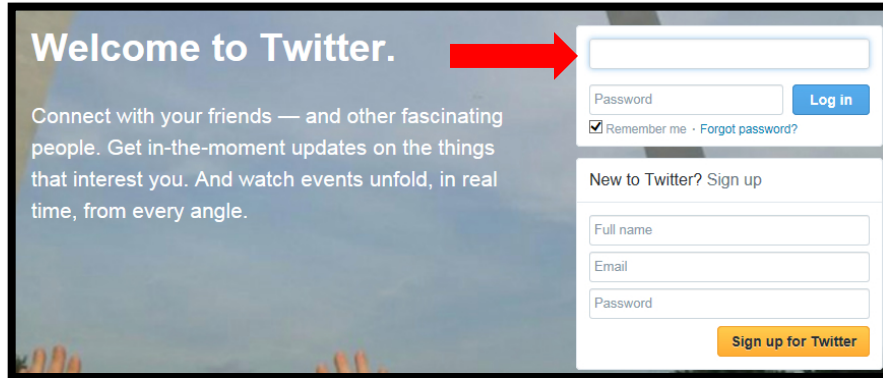 Welcome to Twitter.
Connect with your friends — and other fascinating
people. Get in-the-moment updates on the things
that interest you. And watch events unfold, in real
time, from every angle.
Password
Log in
Remember me · Forgot password?
New to Twitter? Sign up
Full name
Email
Password
Sign up for Twitter